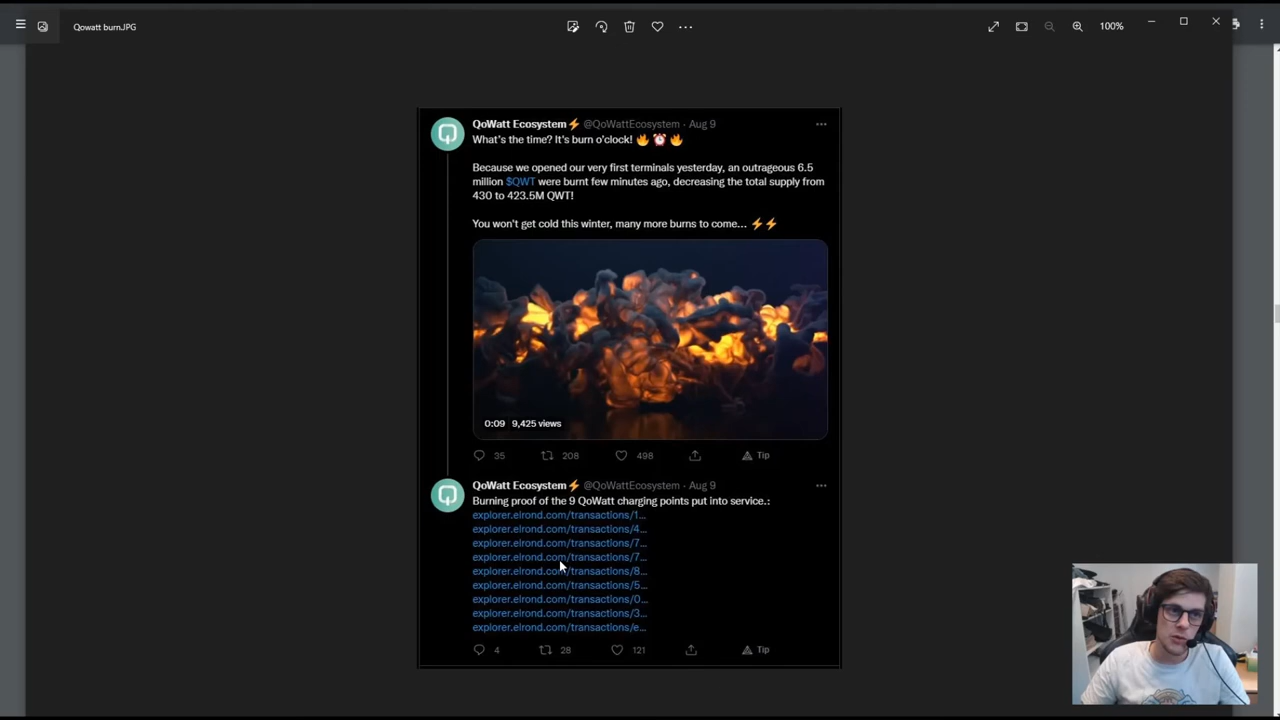 Qowatt burn.JPG
100%
QoWatt Ecosystem⚡ @QoWattEcosystem · Aug 9
What's the time? It's burn o'clock! 🔥 ⏰ 🔥
Because we opened our very first terminals yesterday, an outrageous 6.5
million $QWT were burnt few minutes ago, decreasing the total supply from
430 to 423.5M QWT!
You won't get cold this winter, many more burns to come... ⚡⚡
0:09 9,425 views
35 208 498 Tip
QoWatt Ecosystem⚡ @QoWattEcosystem · Aug 9
Burning proof of the 9 QoWatt charging points put into service.:
explorer.elrond.com/transactions/1...
explorer.elrond.com/transactions/4...
explorer.elrond.com/transactions/7...
explorer.elrond.com/transactions/7...
explorer.elrond.com/transactions/8...
explorer.elrond.com/transactions/5...
explorer.elrond.com/transactions/0...
explorer.elrond.com/transactions/3...
explorer.elrond.com/transactions/e...
4 28 121 Tip